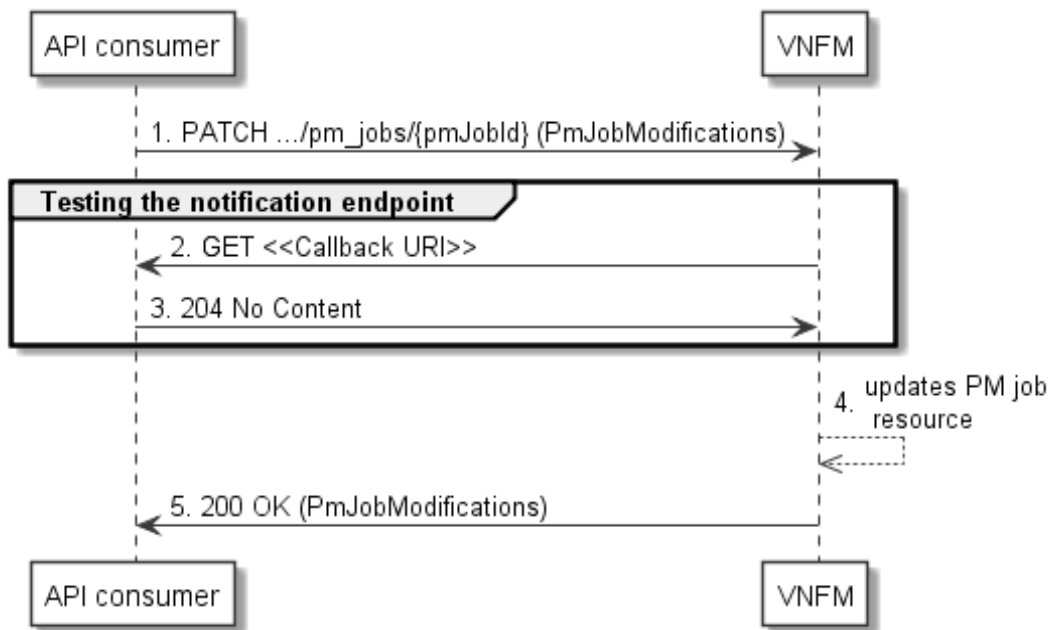 API consumer
VNFM
1. PATCH .../pm_jobs/{pmJobId} (PmJobModifications)
Testing the notification endpoint
2. GET <<Callback URI>>
3. 204 No Content
4. updates PM job
resource
5. 200 OK (PmJobModifications)
API consumer
VNFM